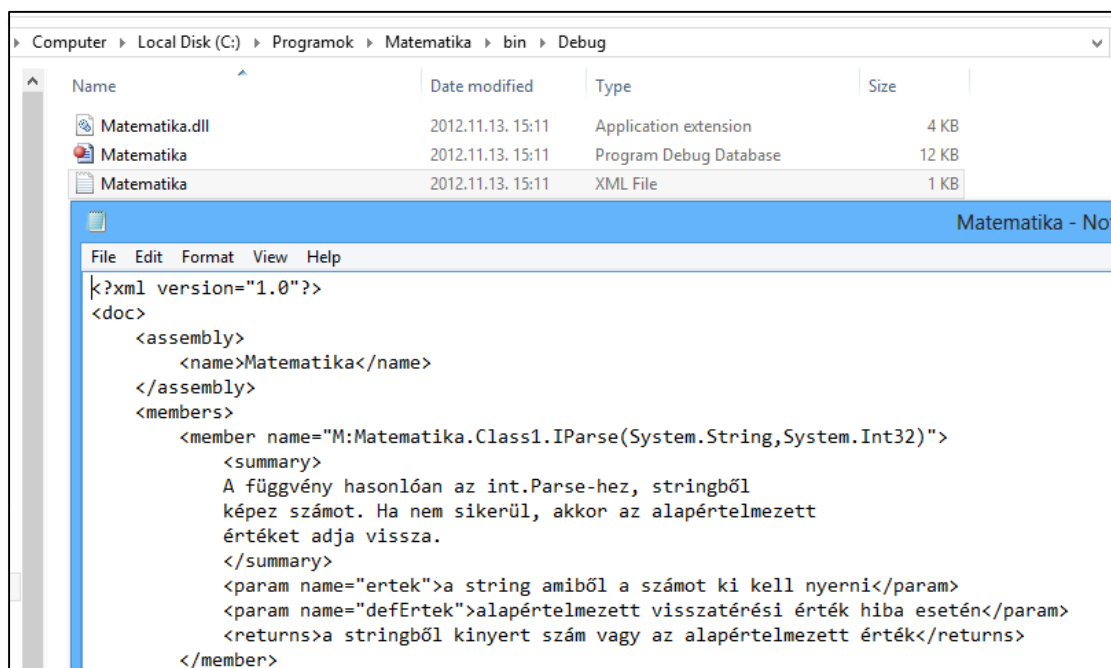 Computer Local Disk (C:) Programok Matematika bin Debug
Name Date modified Type Size
Matematika.dll 2012.11.13. 15:11 Application extension 4 KB
Matematika 2012.11.13. 15:11 Program Debug Database 12 KB
Matematika 2012.11.13. 15:11 XML File 1 KB
Matematika - No
File Edit Format View Help
<?xml version="1.0"?>
<doc>
<assembly>
<name>Matematika</name>
</assembly>
<members>
<member name="M:Matematika.Class1.IParse(System.String,System.Int32)">
<summary>
A függvény hasonlóan az int.Parse-hez, stringből
képez számot. Ha nem sikerül, akkor az alapértelmezett
értéket adja vissza.
</summary>
<param name="ertek">a string amiből a számot ki kell nyerni</param>
<param name="defErtek">alapértelmezett visszatérési érték hiba esetén</param>
<returns>a stringből kinyert szám vagy az alapértelmezett érték</returns>
</member>